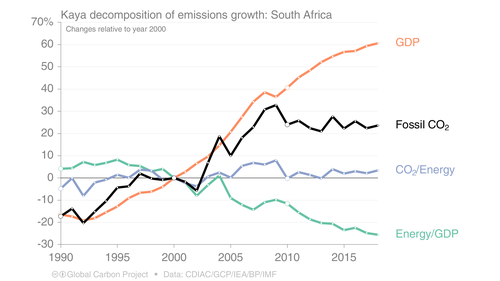 Kaya decomposition of emissions growth: South Africa
70%
Changes relative to year 2000
60
50
40
30
20
10
0
-10
-20
-30
GDP
Fossil CO₂
CO₂/Energy
Energy/GDP
1990
1995
2000
2005
2010
2015
Global Carbon Project • Data: CDIAC/GCP/IEA/BP/IMF